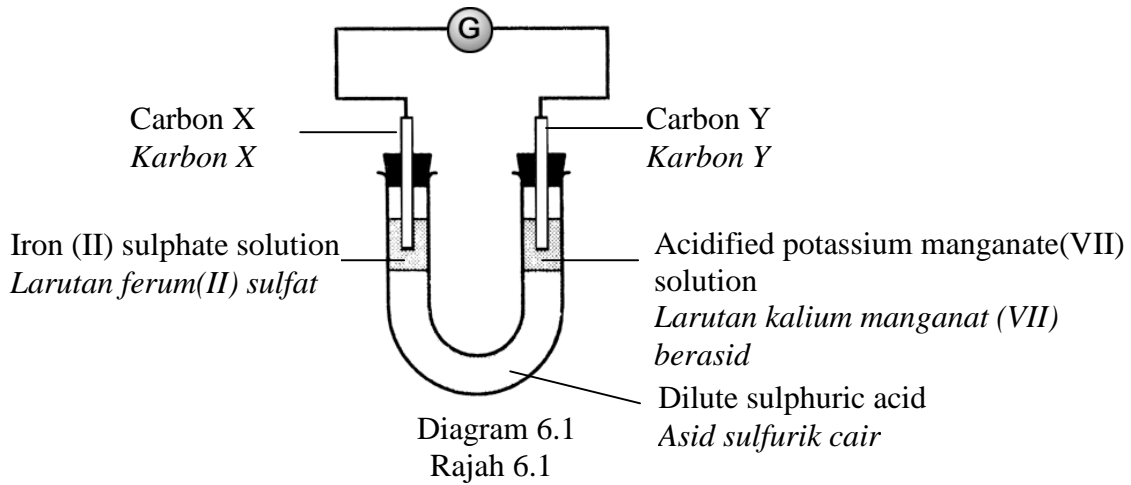 G
Carbon X
Karbon X
Carbon Y
Karbon Y
Iron (II) sulphate solution
Larutan ferum(II) sulfat
Acidified potassium manganate(VII)
solution
Larutan kalium manganat (VII)
berasid
Dilute sulphuric acid
Asid sulfurik cair
Diagram 6.1
Rajah 6.1